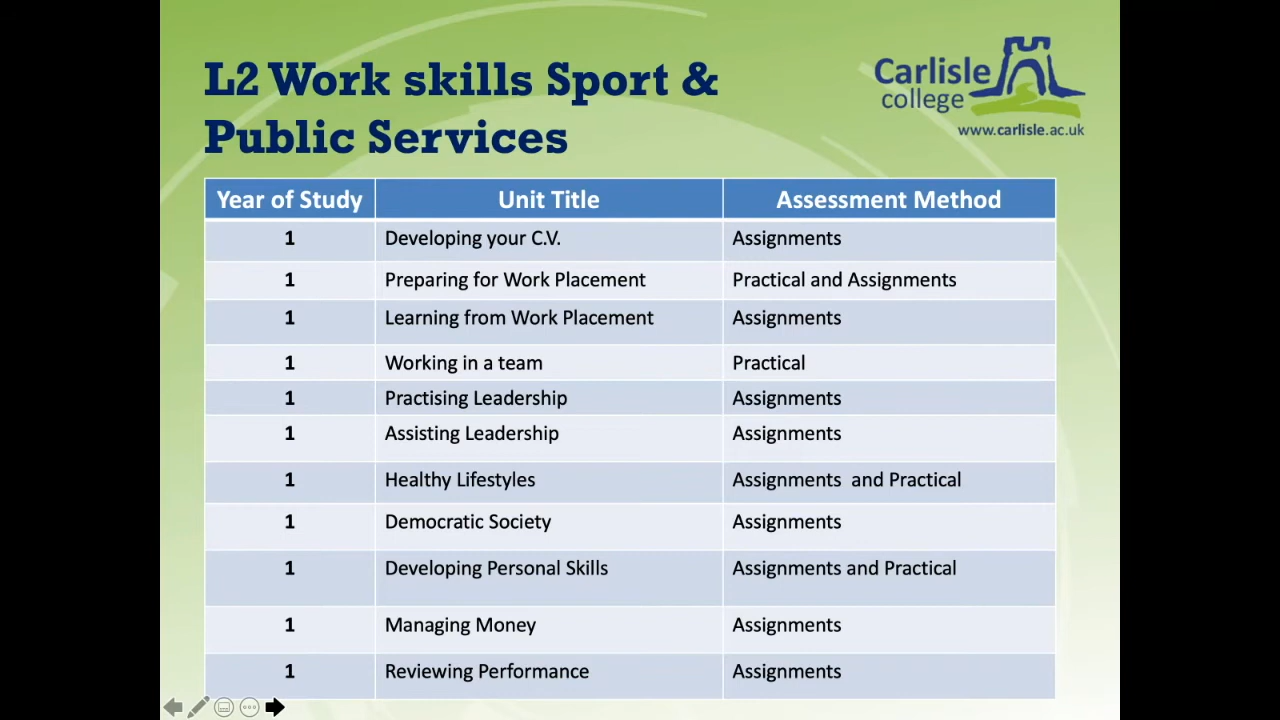 L2 Work skills Sport &
Public Services
Carlisle
college
www.carlisle.ac.uk
Year of Study Unit Title Assessment Method
1 Developing your C.V. Assignments
1 Preparing for Work Placement Practical and Assignments
1 Learning from Work Placement Assignments
1 Working in a team Practical
1 Practising Leadership Assignments
1 Assisting Leadership Assignments
1 Healthy Lifestyles Assignments and Practical
1 Democratic Society Assignments
1 Developing Personal Skills Assignments and Practical
1 Managing Money Assignments
1 Reviewing Performance Assignments